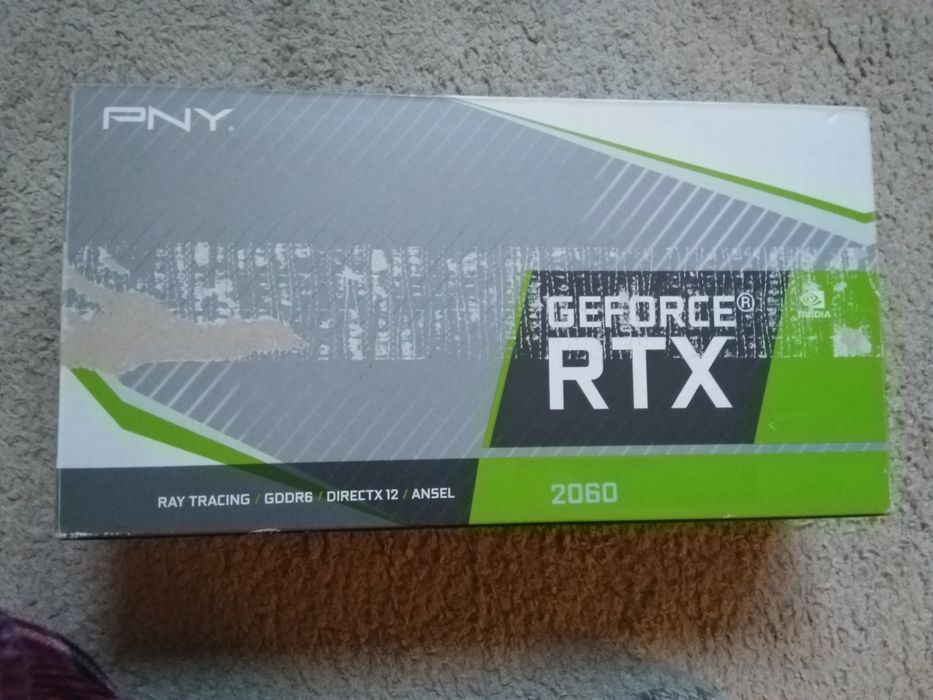 PNY
GEFORCE®
NVIDIA
RTX
RAY TRACING / GDDR6 / DIRECTX 12 / ANSEL
2060